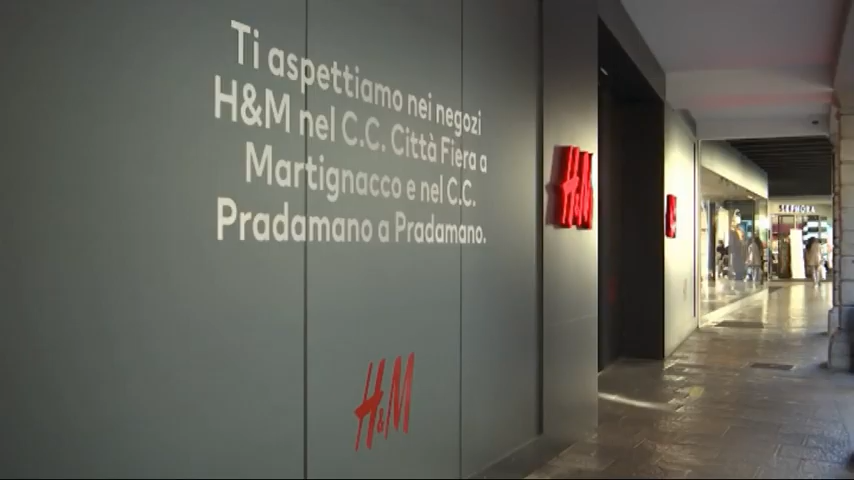 Ti aspettiamo nei negozi
H&M nel C.C. Città Fiera a
Martignacco e nel C.C.
Pradamano a Pradamano.
H&M
H&M
SEPHORA